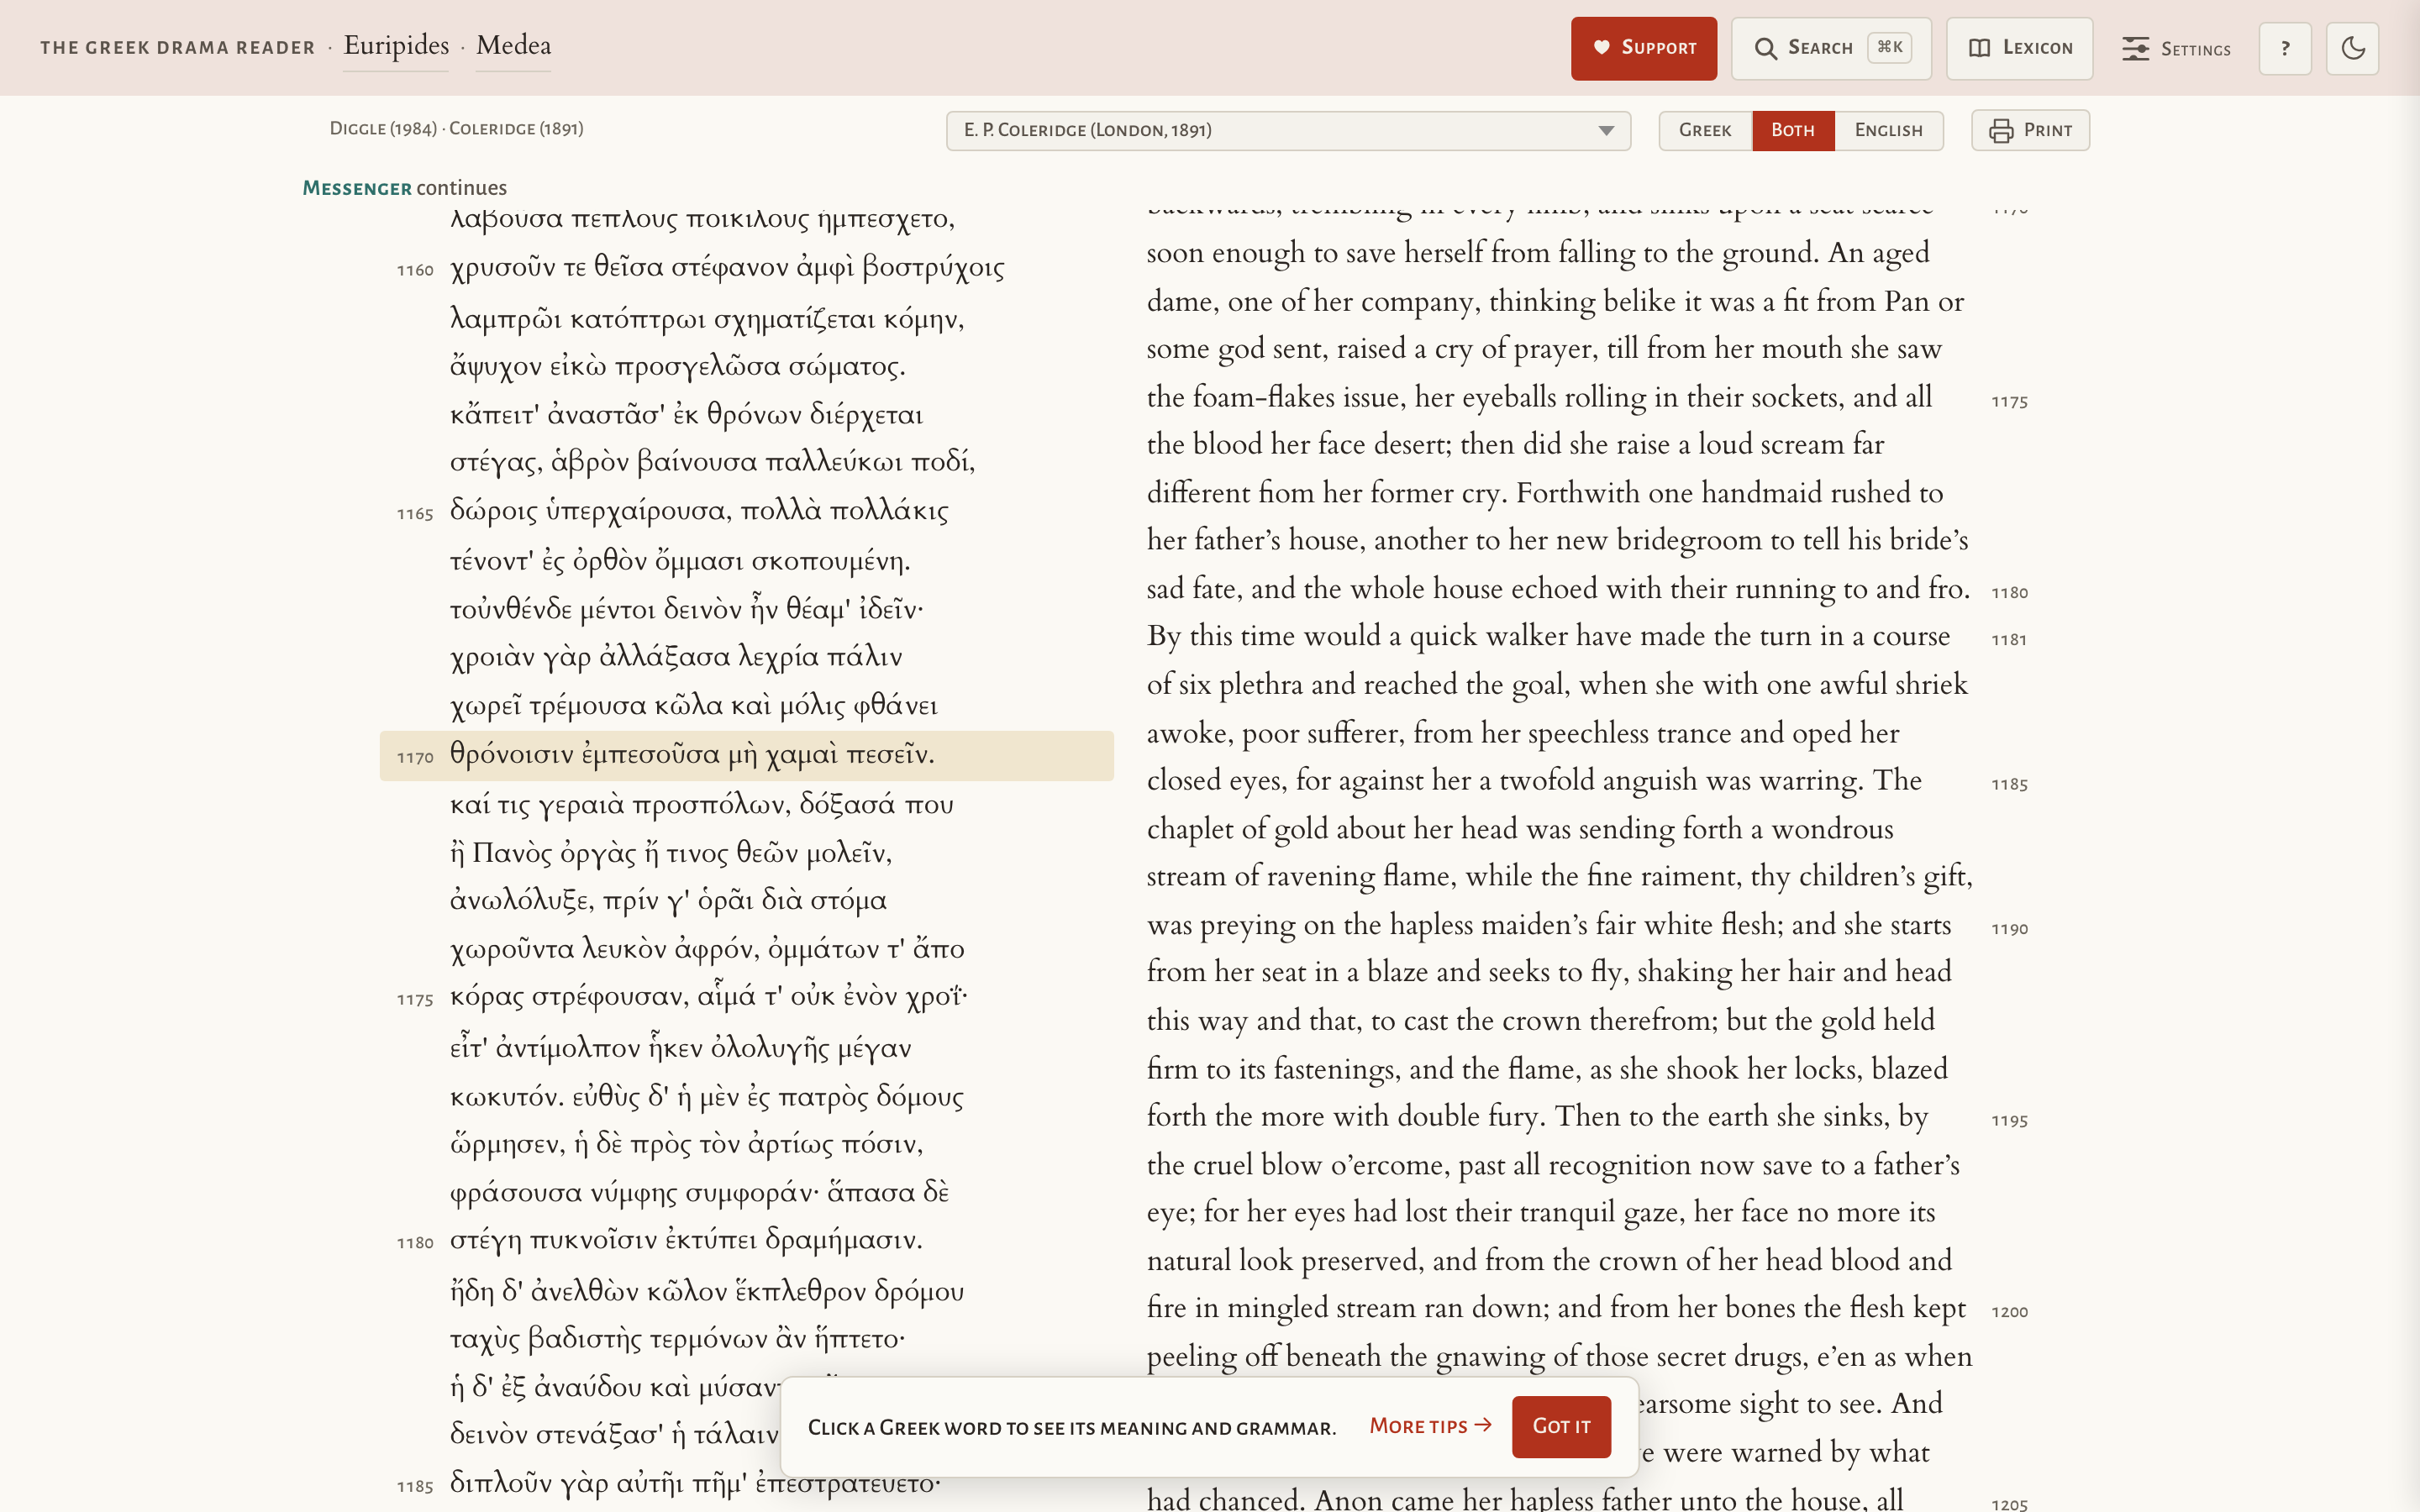 THE GREEK DRAMA READER · Euripides · Medea
Support
Search ⌘K
Lexicon
Settings
?
Diggle (1984) · Coleridge (1891)
E. P. Coleridge (London, 1891)
Greek
Both
English
Print
Messenger continues
λαβοῦσα πέπλους ποικίλους ἠμπέσχετο,
1160 χρυσοῦν τε θεῖσα στέφανον ἀμφὶ βοστρύχοις
λαμπρῶι κατόπτρωι σχηματίζεται κόμην,
ἄψυχον εἰκὼ προσγελῶσα σώματος.
κἄπειτ' ἀναστᾶσ' ἐκ θρόνων διέρχεται
στέγας, ἁβρὸν βαίνουσα παλλεύκωι ποδί,
1165 δώροις ὑπερχαίρουσα, πολλὰ πολλάκις
τένοντ' ἐς ὀρθὸν ὄμμασι σκοπουμένη.
τοὐνθένδε μέντοι δεινὸν ἦν θέαμ' ἰδεῖν·
χροιὰν γὰρ ἀλλάξασα λεχρία πάλιν
χωρεῖ τρέμουσα κῶλα καὶ μόλις φθάνει
1170 θρόνοισιν ἐμπεσοῦσα μὴ χαμαὶ πεσεῖν.
καί τις γεραιὰ προσπόλων, δόξασά που
ἢ Πανὸς ὀργὰς ἤ τινος θεῶν μολεῖν,
ἀνωλόλυξε, πρίν γ' ὁρᾶι διὰ στόμα
χωροῦντα λευκὸν ἀφρόν, ὀμμάτων τ' ἄπο
1175 κόρας στρέφουσαν, αἷμά τ' οὐκ ἐνὸν χροΐ·
εἶτ' ἀντίμολπον ἧκεν ὀλολυγῆς μέγαν
κωκυτόν. εὐθὺς δ' ἡ μὲν ἐς πατρὸς δόμους
ὥρμησεν, ἡ δὲ πρὸς τὸν ἀρτίως πόσιν,
φράσουσα νύμφης συμφοράν· ἅπασα δὲ
1180 στέγη πυκνοῖσιν ἐκτύπει δραμήμασιν.
ἤδη δ' ἀνελθὼν κῶλον ἕκπλεθρον δρόμου
ταχὺς βαδιστὴς τερμόνων ἂν ἥπτετο·
ἡ δ' ἐξ ἀναύδου καὶ
δεινὸν στενάξασ' ἡ
1185 διπλοῦν γὰρ αὐτῆι πῆμ' ἐπεστρατεύετο·
backwards, trembling in every limb, and sinks upon a seat scarce 1170
soon enough to save herself from falling to the ground. An aged
dame, one of her company, thinking belike it was a fit from Pan or
some god sent, raised a cry of prayer, till from her mouth she saw
the foam-flakes issue, her eyeballs rolling in their sockets, and all 1175
the blood her face desert; then did she raise a loud scream far
different fiom her former cry. Forthwith one handmaid rushed to
her father’s house, another to her new bridegroom to tell his bride’s
sad fate, and the whole house echoed with their running to and fro. 1180
By this time would a quick walker have made the turn in a course 1181
of six plethra and reached the goal, when she with one awful shriek
awoke, poor sufferer, from her speechless trance and oped her
closed eyes, for against her a twofold anguish was warring. The 1185
chaplet of gold about her head was sending forth a wondrous
stream of ravening flame, while the fine raiment, thy children’s gift,
was preying on the hapless maiden’s fair white flesh; and she starts 1190
from her seat in a blaze and seeks to fly, shaking her hair and head
this way and that, to cast the crown therefrom; but the gold held
firm to its fastenings, and the flame, as she shook her locks, blazed
forth the more with double fury. Then to the earth she sinks, by 1195
the cruel blow o’ercome, past all recognition now save to a father’s
eye; for her eyes had lost their tranquil gaze, her face no more its
natural look preserved, and from the crown of her head blood and
fire in mingled stream ran down; and from her bones the flesh kept 1200
peeling off beneath the gnawing of those secret drugs, e’en as when
sight to see. And
were warned by what
had chanced. Anon came her hapless father unto the house, all 1205
Click a Greek word to see its meaning and grammar.
More tips →
Got it